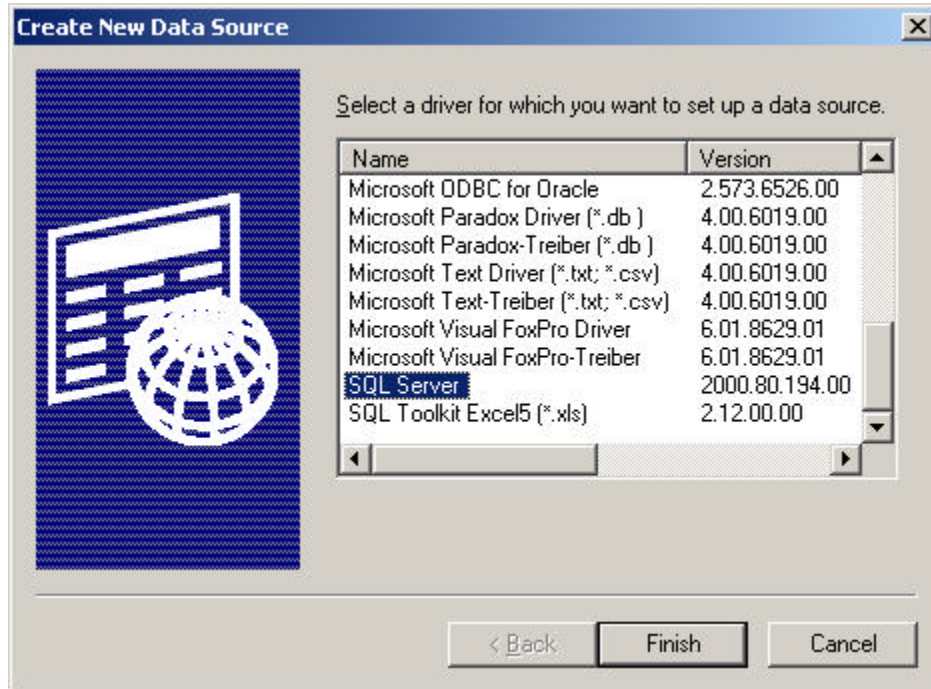 Create New Data Source
Select a driver for which you want to set up a data source.
Name Version
Microsoft ODBC for Oracle 2.573.6526.00
Microsoft Paradox Driver (*.db ) 4.00.6019.00
Microsoft Paradox-Treiber (*.db ) 4.00.6019.00
Microsoft Text Driver (*.txt; *.csv) 4.00.6019.00
Microsoft Text-Treiber (*.txt; *.csv) 4.00.6019.00
Microsoft Visual FoxPro Driver 6.01.8629.01
Microsoft Visual FoxPro-Treiber 6.01.8629.01
SQL Server 2000.80.194.00
SQL Toolkit Excel5 (*.xls) 2.12.00.00
< Back Finish Cancel